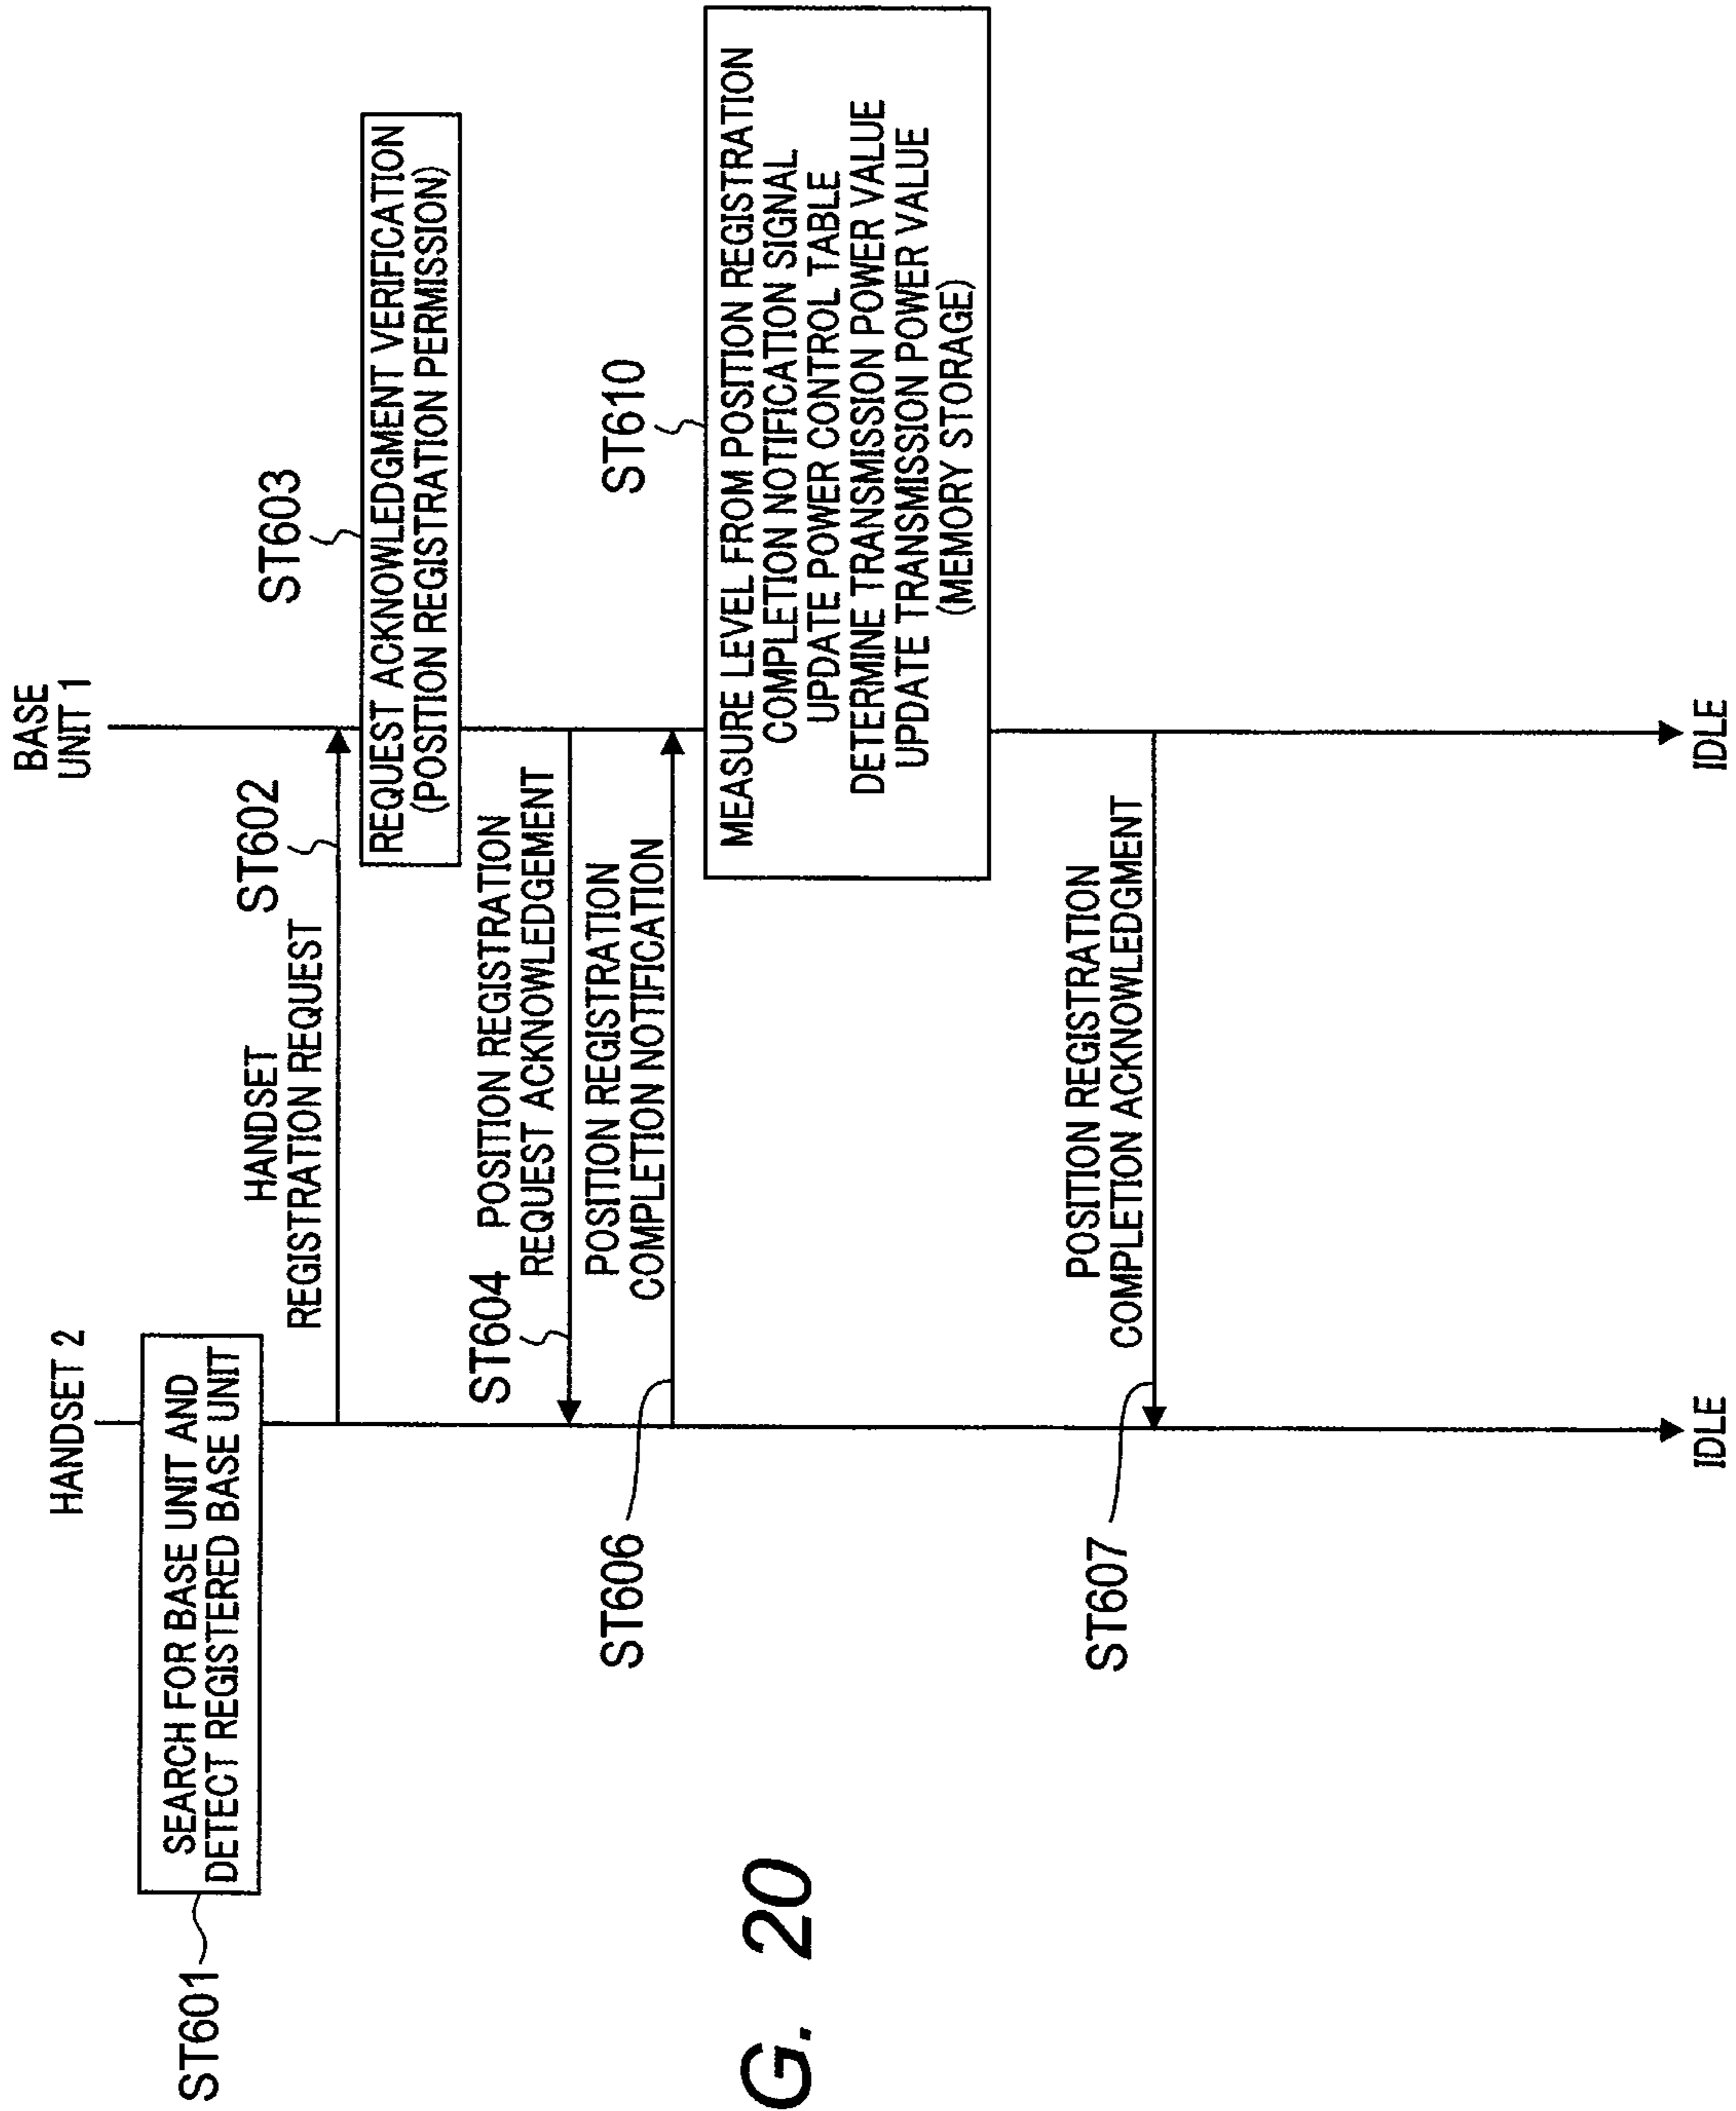 HANDSET 2
BASE
UNIT 1
ST601
SEARCH FOR BASE UNIT AND
DETECT REGISTERED BASE UNIT
HANDSET
REGISTRATION REQUEST
ST602
ST603
REQUEST ACKNOWLEDGMENT VERIFICATION
(POSITION REGISTRATION PERMISSION)
ST604
POSITION REGISTRATION
REQUEST ACKNOWLEDGEMENT
POSITION REGISTRATION
COMPLETION NOTIFICATION
ST606
ST610
MEASURE LEVEL FROM POSITION REGISTRATION
COMPLETION NOTIFICATION SIGNAL
UPDATE POWER CONTROL TABLE
DETERMINE TRANSMISSION POWER VALUE
UPDATE TRANSMISSION POWER VALUE
(MEMORY STORAGE)
POSITION REGISTRATION
COMPLETION ACKNOWLEDGMENT
ST607
IDLE
IDLE
G. 20